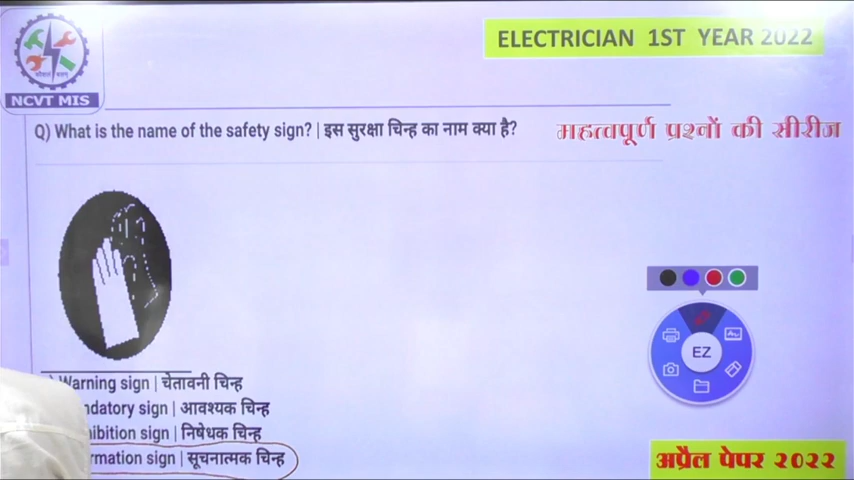 ELECTRICIAN 1ST YEAR 2022
NCVT MIS
Q) What is the name of the safety sign? | इस सुरक्षा चिन्ह का नाम क्या है?
महत्वपूर्ण प्रश्नों की सीरीज
Warning sign | चेतावनी चिन्ह
ndatory sign | आवश्यक चिन्ह
ibition sign | निषेधक चिन्ह
rmation sign | सूचनात्मक चिन्ह
EZ
अप्रैल पेपर २०२२